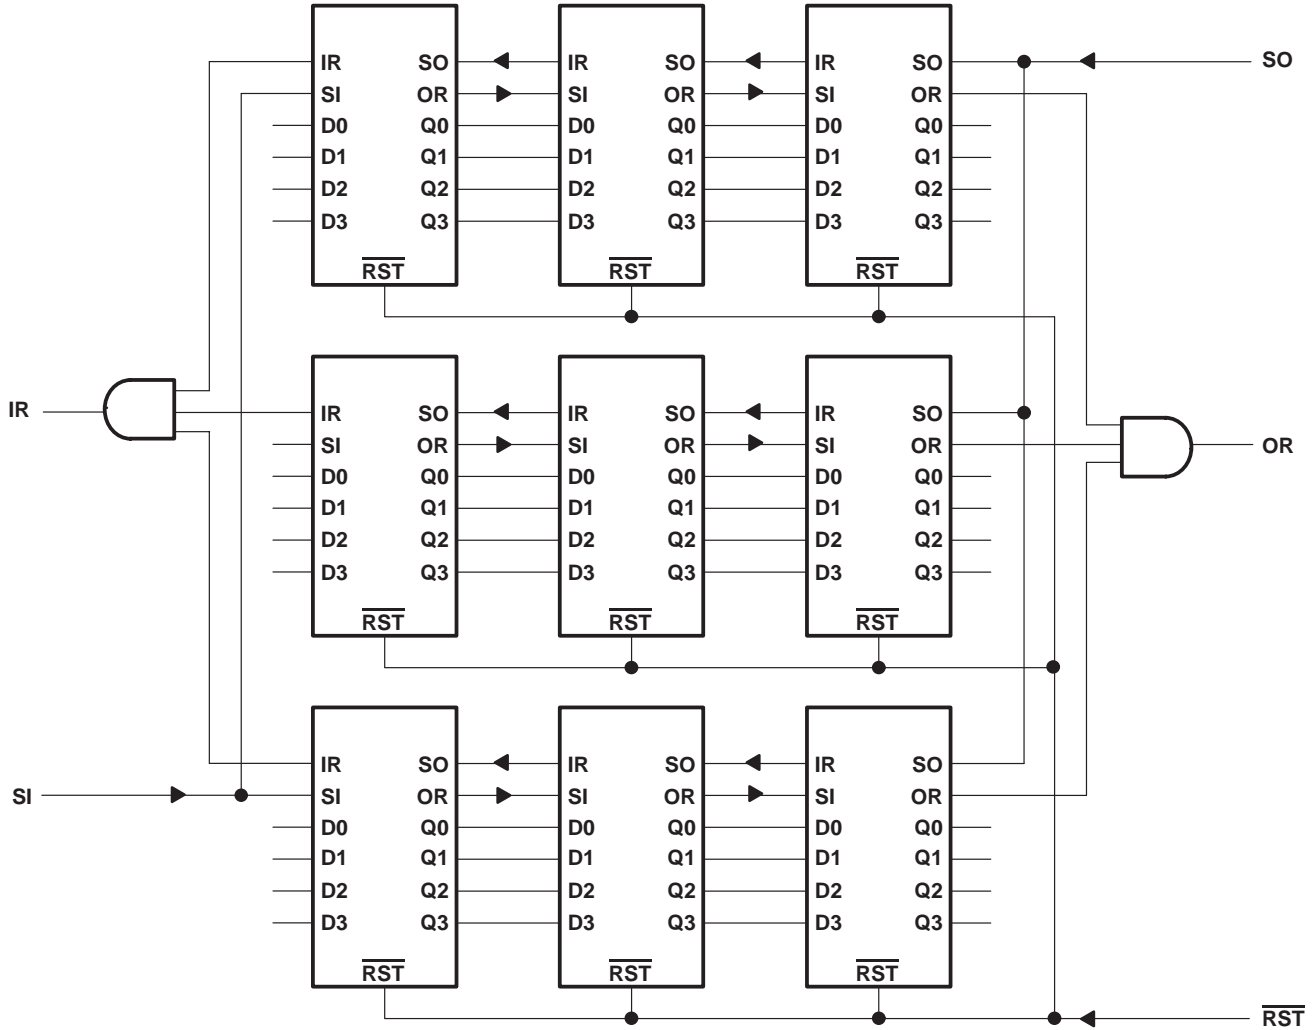 IR SO IR SO IR SO SO
SI OR SI OR SI OR
D0 Q0 D0 Q0 D0 Q0
D1 Q1 D1 Q1 D1 Q1
D2 Q2 D2 Q2 D2 Q2
D3 Q3 D3 Q3 D3 Q3
RST RST RST
IR IR SO IR SO IR SO
SI OR SI OR SI OR OR
D0 Q0 D0 Q0 D0 Q0
D1 Q1 D1 Q1 D1 Q1
D2 Q2 D2 Q2 D2 Q2
D3 Q3 D3 Q3 D3 Q3
RST RST RST
IR SO IR SO IR SO
SI SI OR SI OR SI OR
D0 Q0 D0 Q0 D0 Q0
D1 Q1 D1 Q1 D1 Q1
D2 Q2 D2 Q2 D2 Q2
D3 Q3 D3 Q3 D3 Q3
RST RST RST
RST